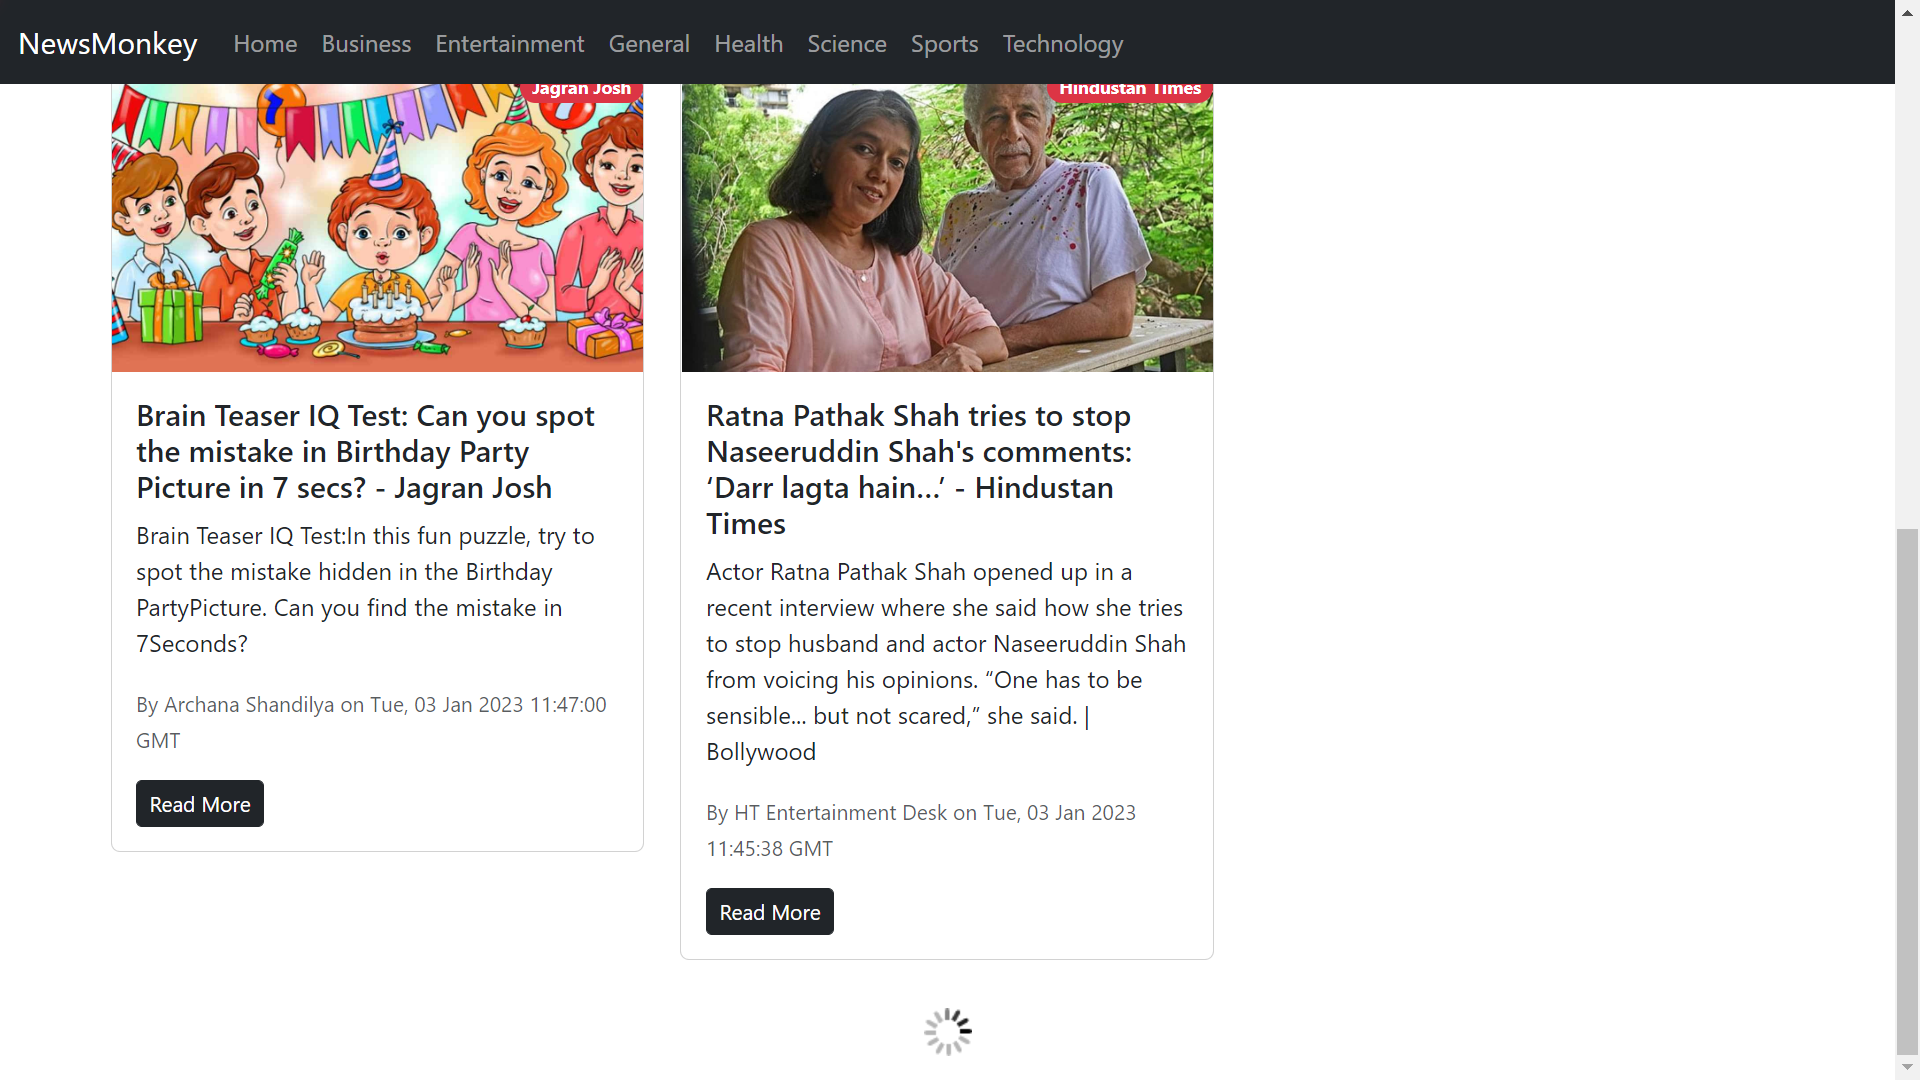 NewsMonkey Home Business Entertainment General Health Science Sports Technology
Jagran Josh
Brain Teaser IQ Test: Can you spot
the mistake in Birthday Party
Picture in 7 secs? - Jagran Josh
Brain Teaser IQ Test:In this fun puzzle, try to
spot the mistake hidden in the Birthday
PartyPicture. Can you find the mistake in
7Seconds?
By Archana Shandilya on Tue, 03 Jan 2023 11:47:00
GMT
Read More
Hindustan Times
Ratna Pathak Shah tries to stop
Naseeruddin Shah's comments:
‘Darr lagta hain…’ - Hindustan
Times
Actor Ratna Pathak Shah opened up in a
recent interview where she said how she tries
to stop husband and actor Naseeruddin Shah
from voicing his opinions. “One has to be
sensible... but not scared,” she said. |
Bollywood
By HT Entertainment Desk on Tue, 03 Jan 2023
11:45:38 GMT
Read More